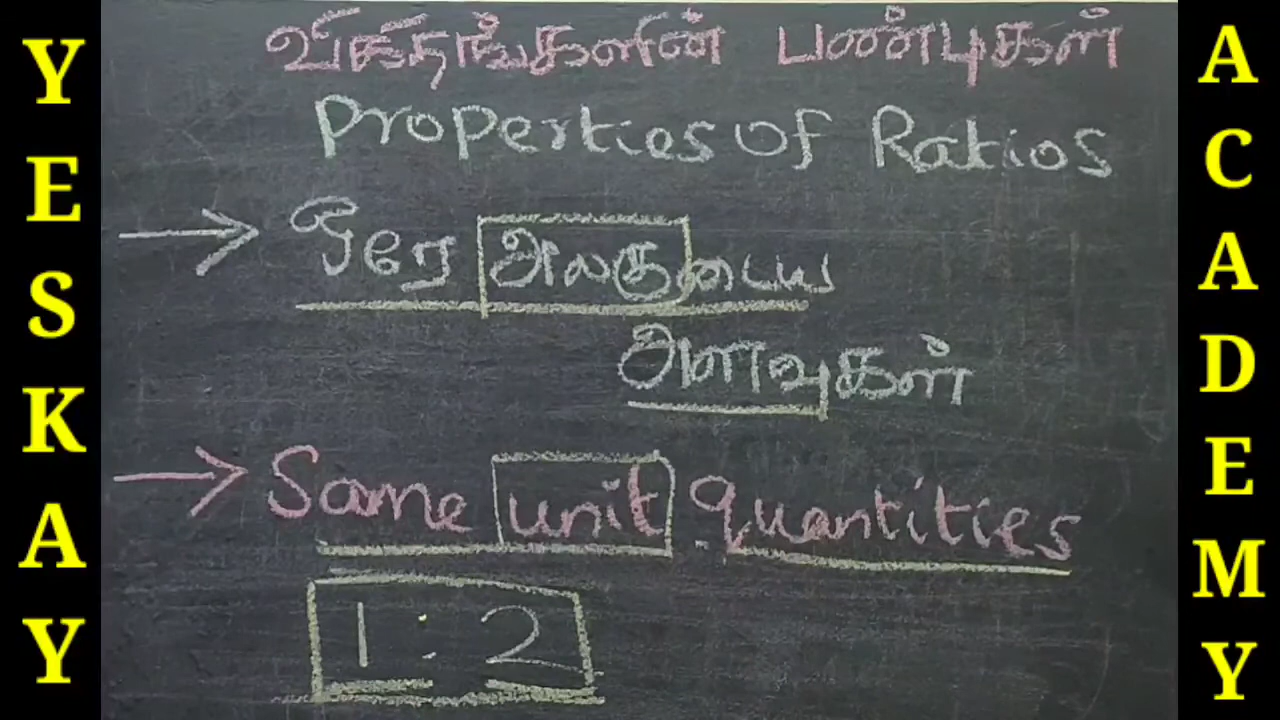 YESKAY
விகிதங்களின் பண்புகள்
Properties of Ratios
→ ஒரே அலகுடைய
அளவுகள்
→ Same unit quantities
1 : 2
ACADEMY